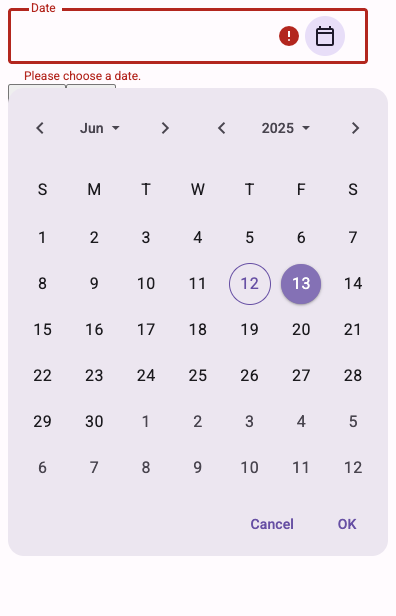 Date
Please choose a date.
Jun 2025
S M T W T F S
1 2 3 4 5 6 7
8 9 10 11 12 13 14
15 16 17 18 19 20 21
22 23 24 25 26 27 28
29 30 1 2 3 4 5
6 7 8 9 10 11 12
Cancel OK